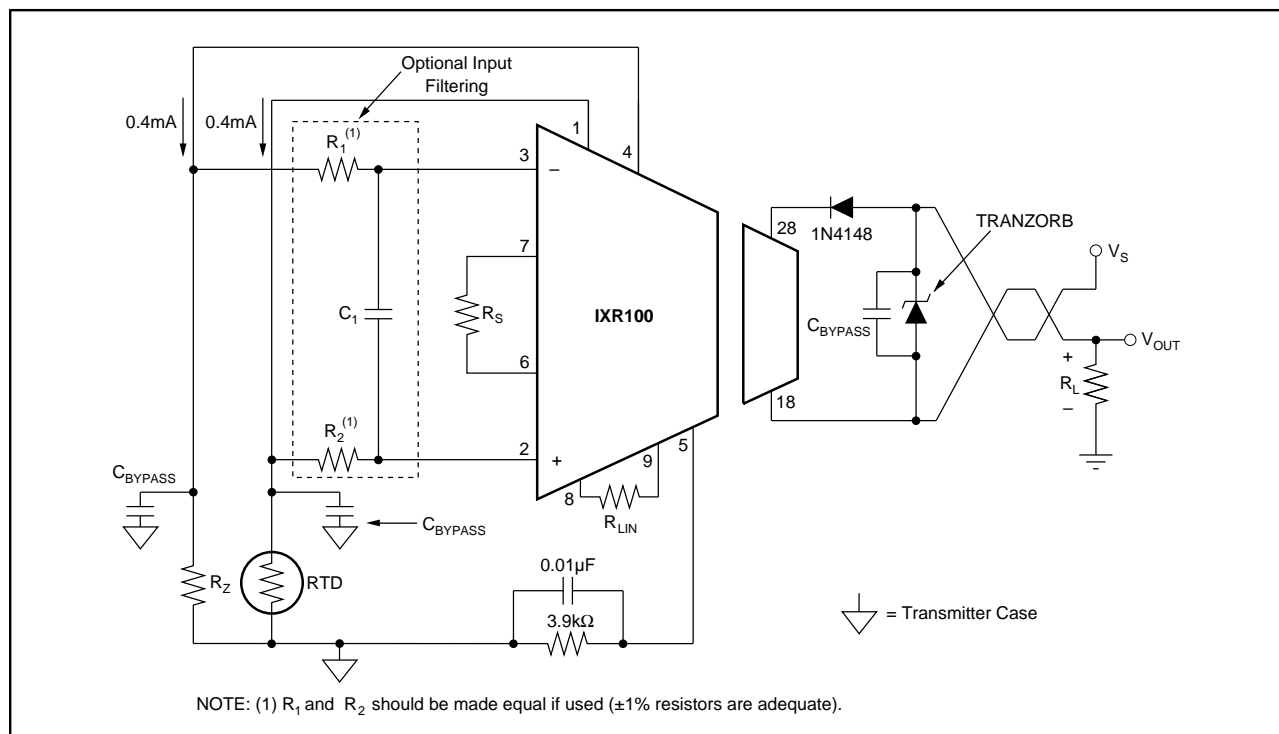 Optional Input
Filtering
0.4mA
0.4mA
R1(1)
1
4
3
–
7
RS
6
C1
IXR100
R2(1)
2
+
8
9
5
RLIN
28
1N4148
TRANZORB
CBYPASS
18
VS
VOUT
+
RL
–
CBYPASS
CBYPASS
RZ
RTD
0.01µF
3.9kΩ
= Transmitter Case
NOTE: (1) R1 and R2 should be made equal if used (±1% resistors are adequate).